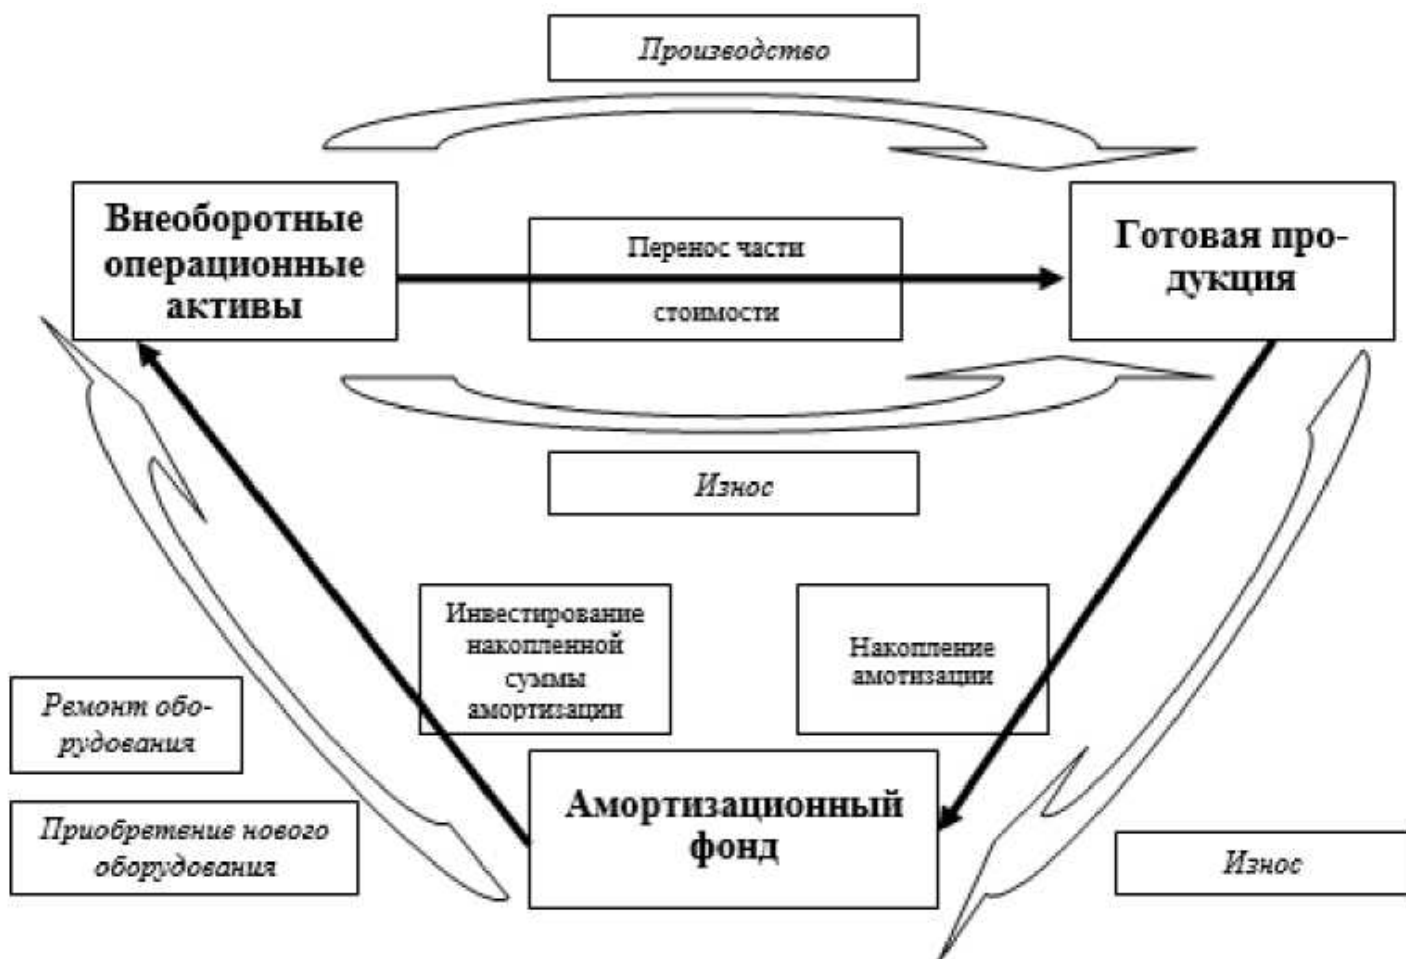 Производство
Внеоборотные
операционные
активы
Перенос части
стоимости
Готовая про-
дукция
Износ
Инвестирование
накопленной
суммы
амортизации
Накопление
амотизации
Ремонт обо-
рудования
Приобретение нового
оборудования
Амортизационный
фонд
Износ